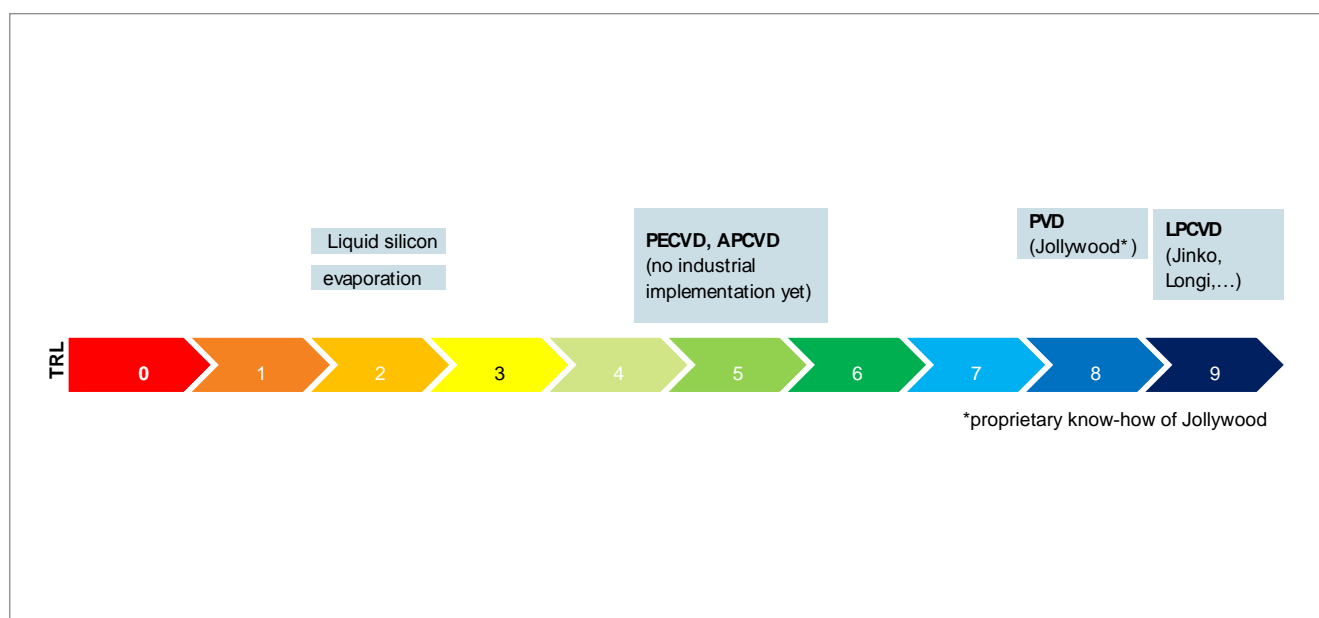 Liquid silicon
evaporation
PECVD, APCVD
(no industrial
implementation yet)
PVD
(Jollywood*)
LPCVD
(Jinko,
Longi,…)
TRL
0
1
2
3
4
5
6
7
8
9
*proprietary know-how of Jollywood